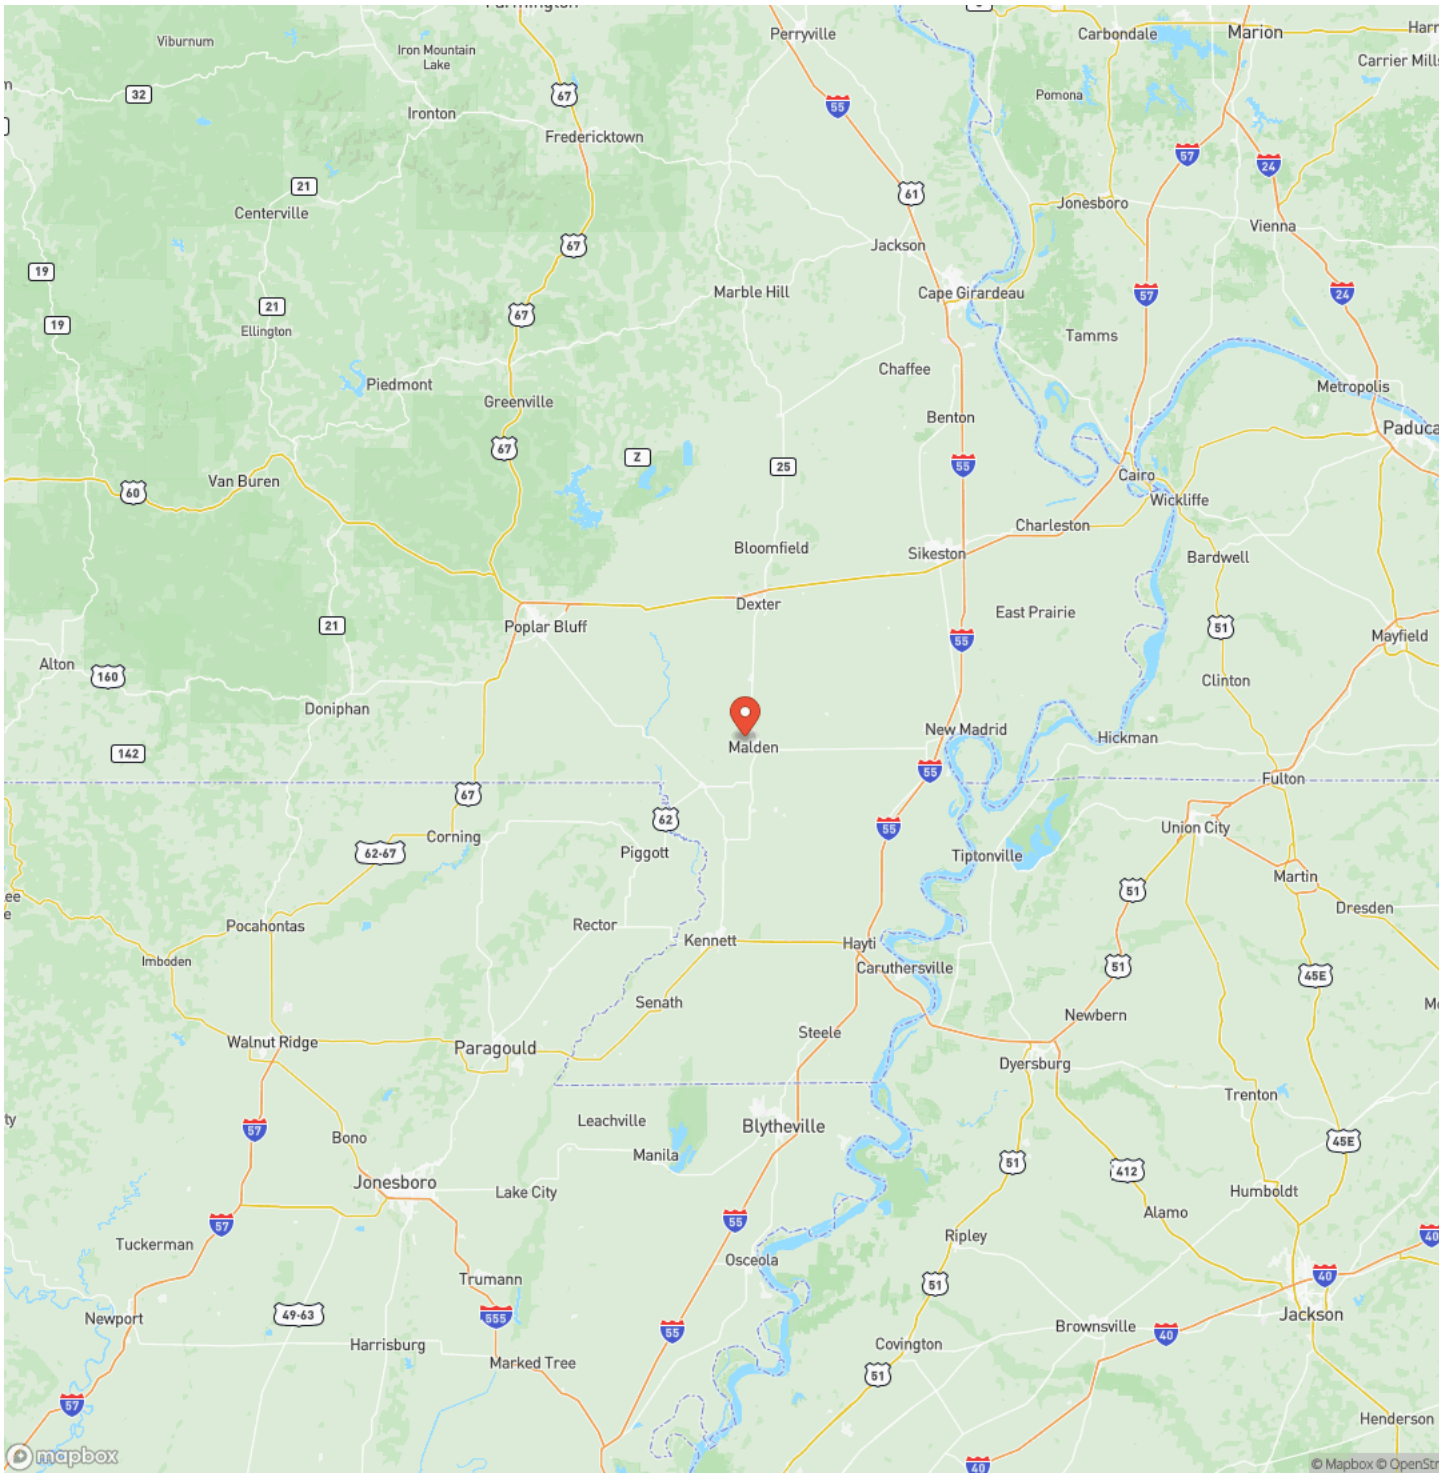 Farmington
Viburnum
Iron Mountain
Lake
Perryville
Carbondale
Marion
Carrier Mills
32
67
55
Pomona
Ironton
Fredericktown
57
24
21
61
Centerville
Jonesboro
Vienna
67
Jackson
19
Marble Hill
Cape Girardeau
57
24
21
67
19
Ellington
Tamms
Chaffee
Piedmont
Metropolis
Greenville
Benton
Paduca
67
Z
25
55
Van Buren
Cairo
60
Wickliffe
Charleston
Bloomfield
Sikeston
Bardwell
Dexter
East Prairie
21
Poplar Bluff
51
55
Mayfield
Alton
160
Clinton
Doniphan
New Madrid
Hickman
Malden
142
55
Fulton
67
62
55
Union City
Corning
62-67
Piggott
Tiptonville
Martin
51
Dresden
Pocahontas
Rector
Kennett
Hayti
Imboden
Caruthersville
51
45E
Senath
Newbern
Steele
Walnut Ridge
Paragould
Dyersburg
Trenton
Leachville
57
Blytheville
Bono
45E
Manila
51
412
Jonesboro
Lake City
Humboldt
Alamo
55
57
Ripley
Tuckerman
40
Osceola
Trumann
40
51
49-63
555
Newport
Jackson
Brownsville
55
40
Harrisburg
Covington
Marked Tree
51
57
Henderson
mapbox
40
© Mapbox © OpenStr